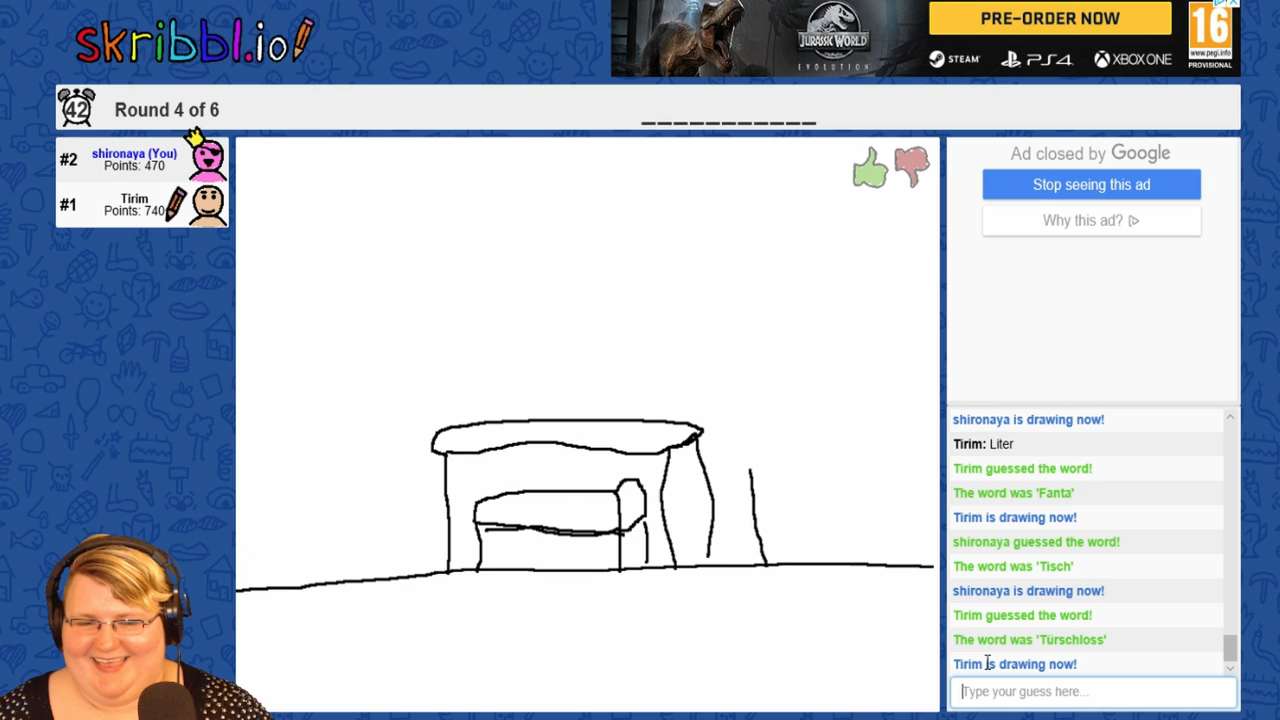 skribbl.io
JURASSIC WORLD
EVOLUTION
PRE-ORDER NOW
STEAM PS4 XBOX ONE
16
www.pegi.info
PROVISIONAL
42
Round 4 of 6
___________
#2 shironaya (You)
Points: 470
#1 Tirim
Points: 740
Ad closed by Google
Stop seeing this ad
Why this ad?
shironaya is drawing now!
Tirim: Liter
Tirim guessed the word!
The word was 'Fanta'
Tirim is drawing now!
shironaya guessed the word!
The word was 'Tisch'
shironaya is drawing now!
Tirim guessed the word!
The word was 'Türschloss'
Tirim is drawing now!
Type your guess here...